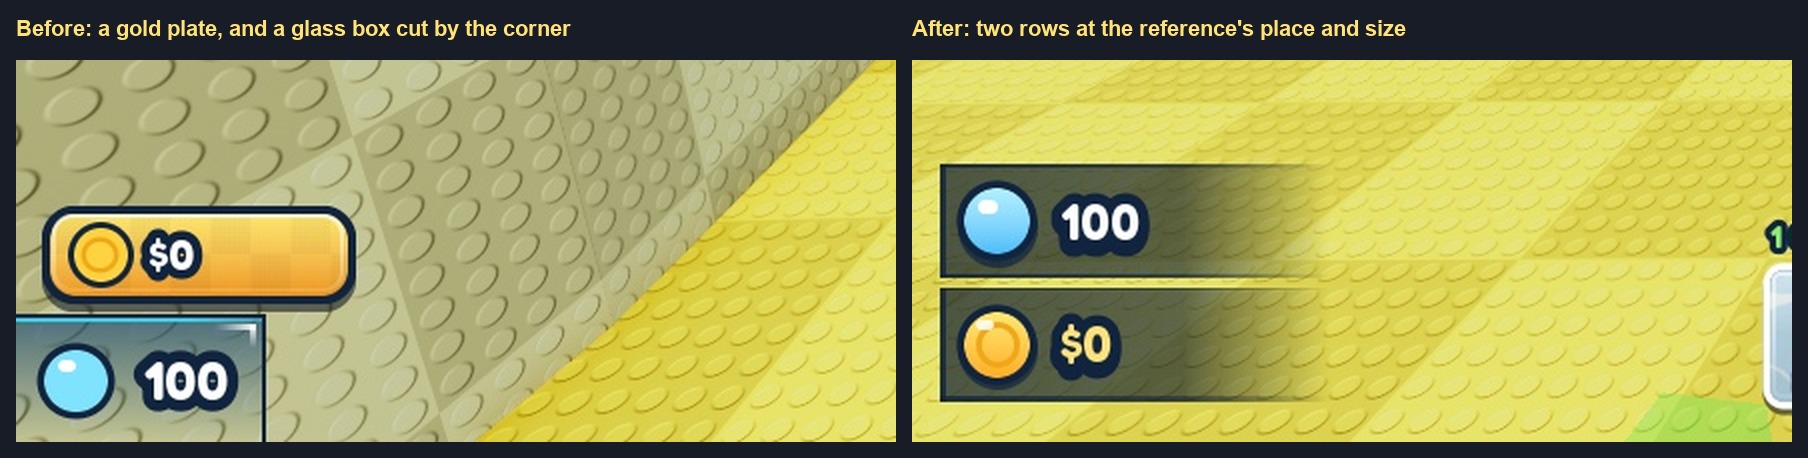 Before: a gold plate, and a glass box cut by the corner
After: two rows at the reference's place and size
$0
100
100
$0